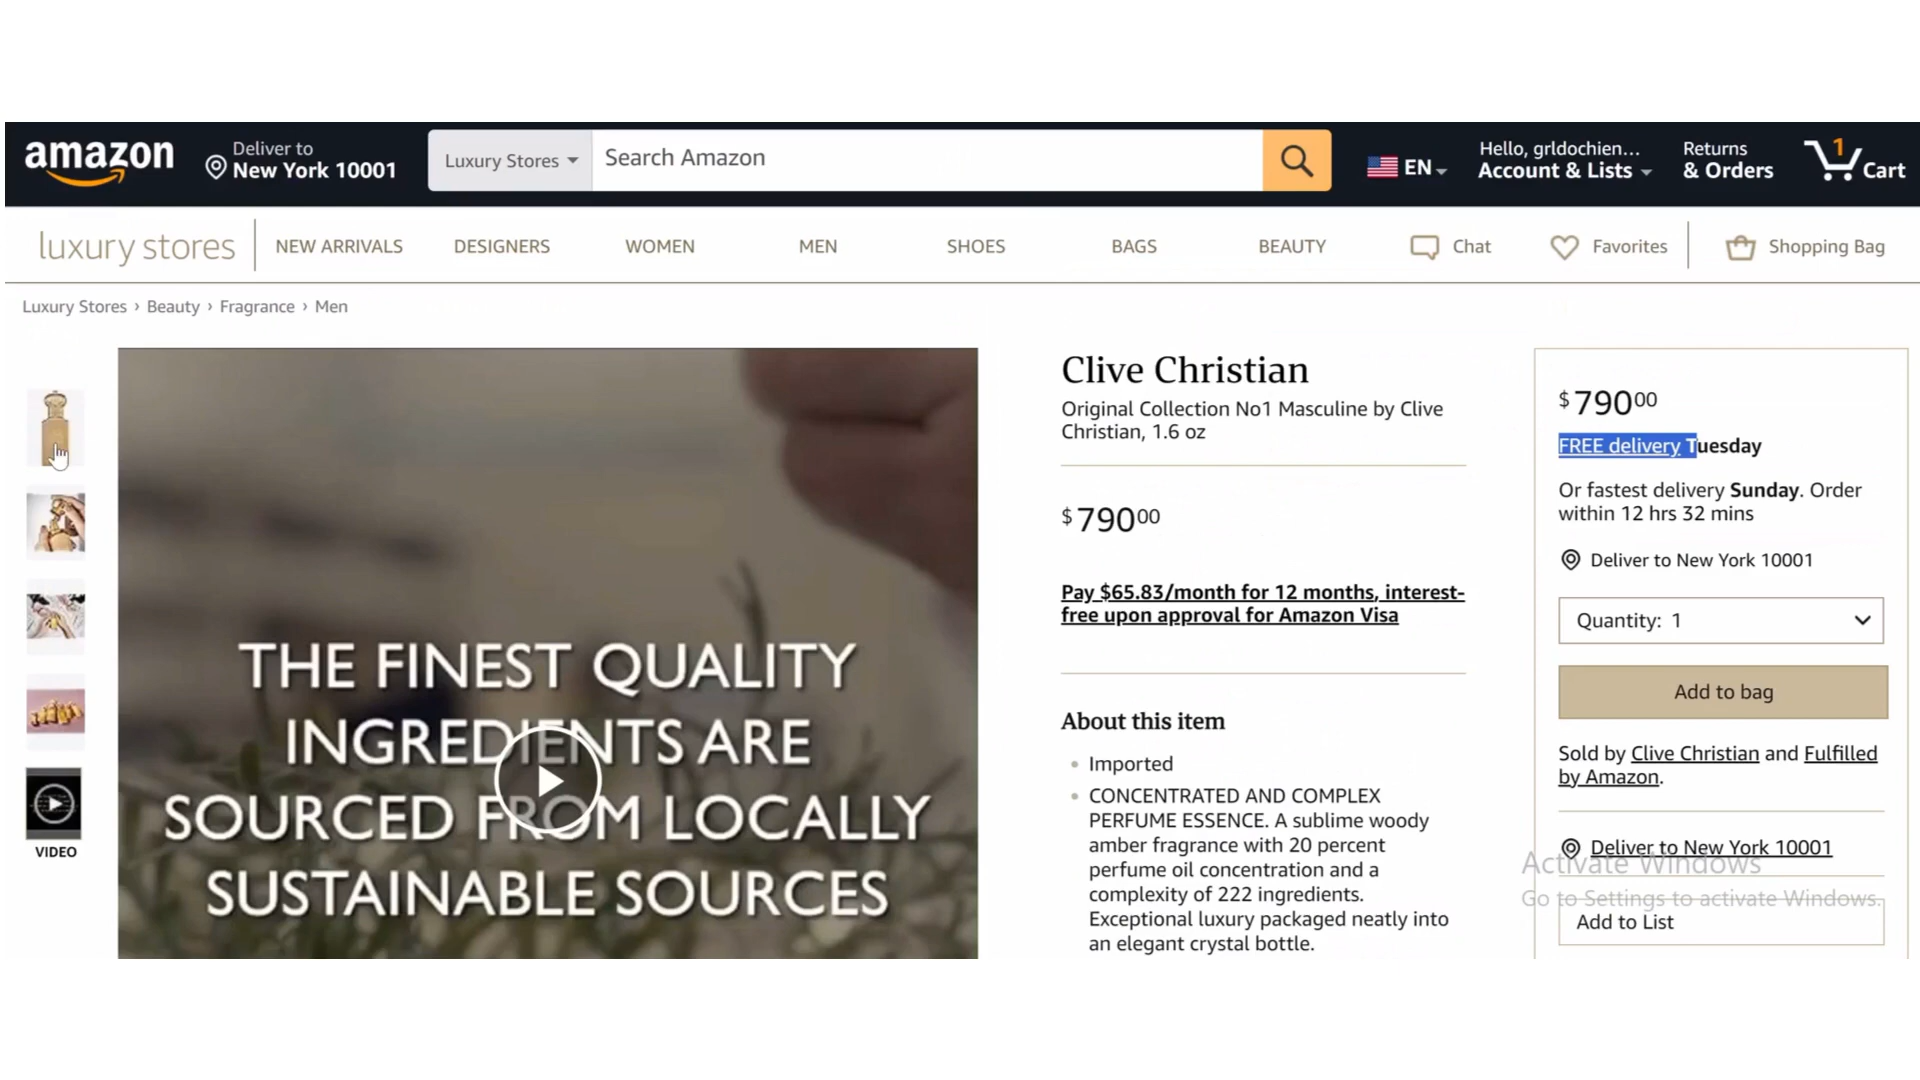 amazon
Deliver to
New York 10001
Luxury Stores
Search Amazon
EN
Hello, grldochien...
Account & Lists
Returns
& Orders
1
Cart
luxury stores
NEW ARRIVALS
DESIGNERS
WOMEN
MEN
SHOES
BAGS
BEAUTY
Chat
Favorites
Shopping Bag
Luxury Stores › Beauty › Fragrance › Men
VIDEO
THE FINEST QUALITY
INGREDIENTS ARE
SOURCED FROM LOCALLY
SUSTAINABLE SOURCES
Clive Christian
Original Collection No1 Masculine by Clive
Christian, 1.6 oz
$79000
Pay $65.83/month for 12 months, interest-
free upon approval for Amazon Visa
About this item
• Imported
• CONCENTRATED AND COMPLEX
PERFUME ESSENCE. A sublime woody
amber fragrance with 20 percent
perfume oil concentration and a
complexity of 222 ingredients.
Exceptional luxury packaged neatly into
an elegant crystal bottle.
$79000
FREE delivery Tuesday
Or fastest delivery Sunday. Order
within 12 hrs 32 mins
Deliver to New York 10001
Quantity: 1
Add to bag
Sold by Clive Christian and Fulfilled
by Amazon.
Deliver to New York 10001
Activate Windows
Go to Settings to activate Windows.
Add to List